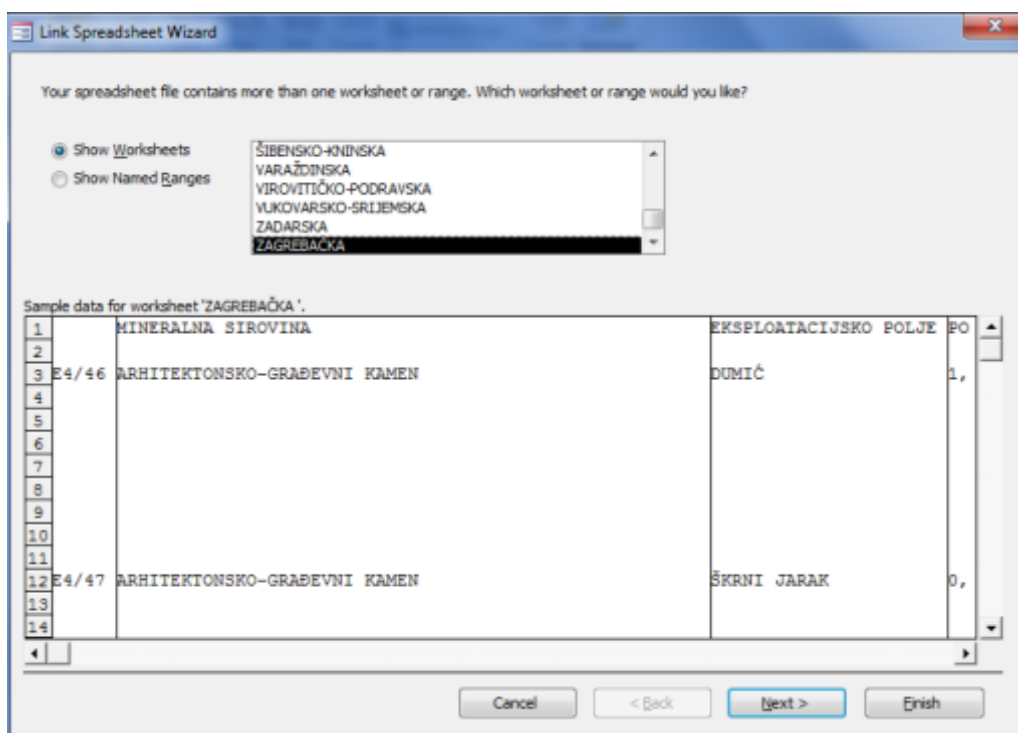 Link Spreadsheet Wizard
Your spreadsheet file contains more than one worksheet or range. Which worksheet or range would you like?
Show Worksheets
Show Named Ranges
ŠIBENSKO-KNINSKA
VARAŽDINSKA
VIROVITIČKO-PODRAVSKA
VUKOVARSKO-SRIJEMSKA
ZADARSKA
ZAGREBAČKA
Sample data for worksheet 'ZAGREBAČKA '.
1 MINERALNA SIROVINA EKSPLOATACIJSKO POLJE PO
2
3 E4/46 ARHITEKTONSKO-GRAĐEVNI KAMEN DUMIĆ 1,
4
5
6
7
8
9
10
11
12 E4/47 ARHITEKTONSKO-GRAĐEVNI KAMEN ŠKRNI JARAK 0,
13
14
Cancel < Back Next > Finish